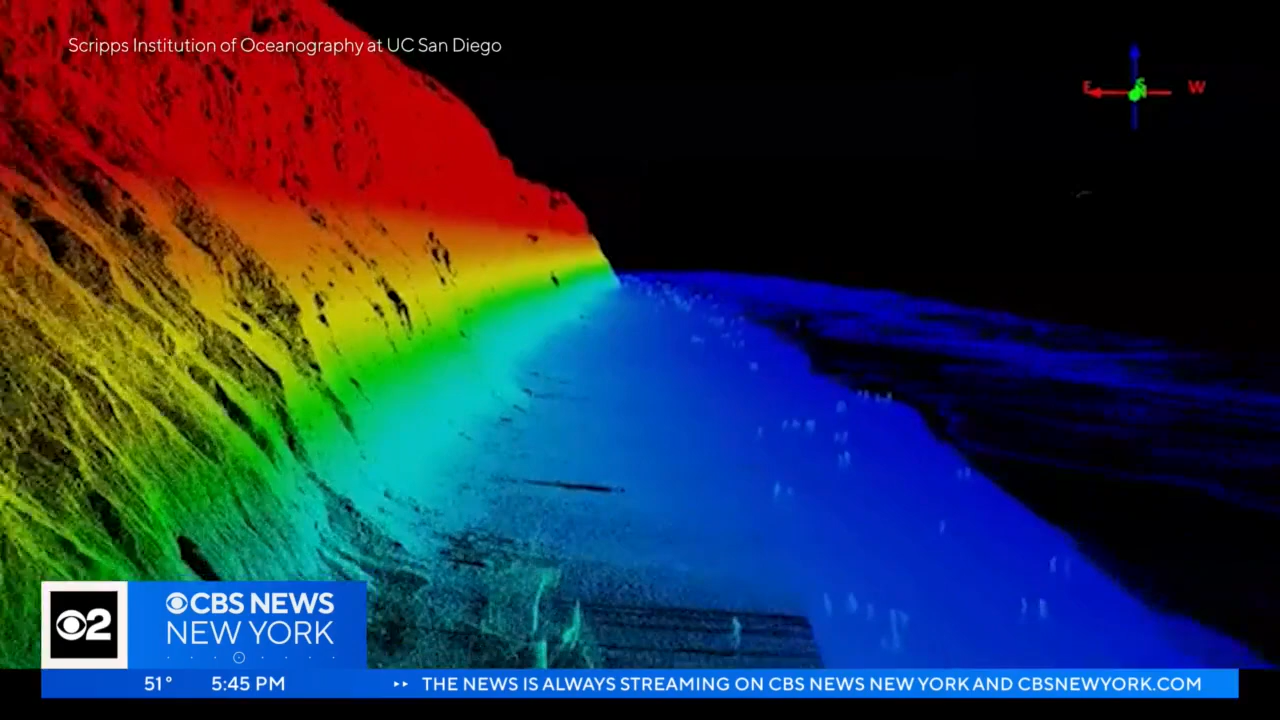 Scripps Institution of Oceanography at UC San Diego
E S N W
2 CBS NEWS
NEW YORK
51° 5:45 PM THE NEWS IS ALWAYS STREAMING ON CBS NEWS NEW YORK AND CBSNEWYORK.COM